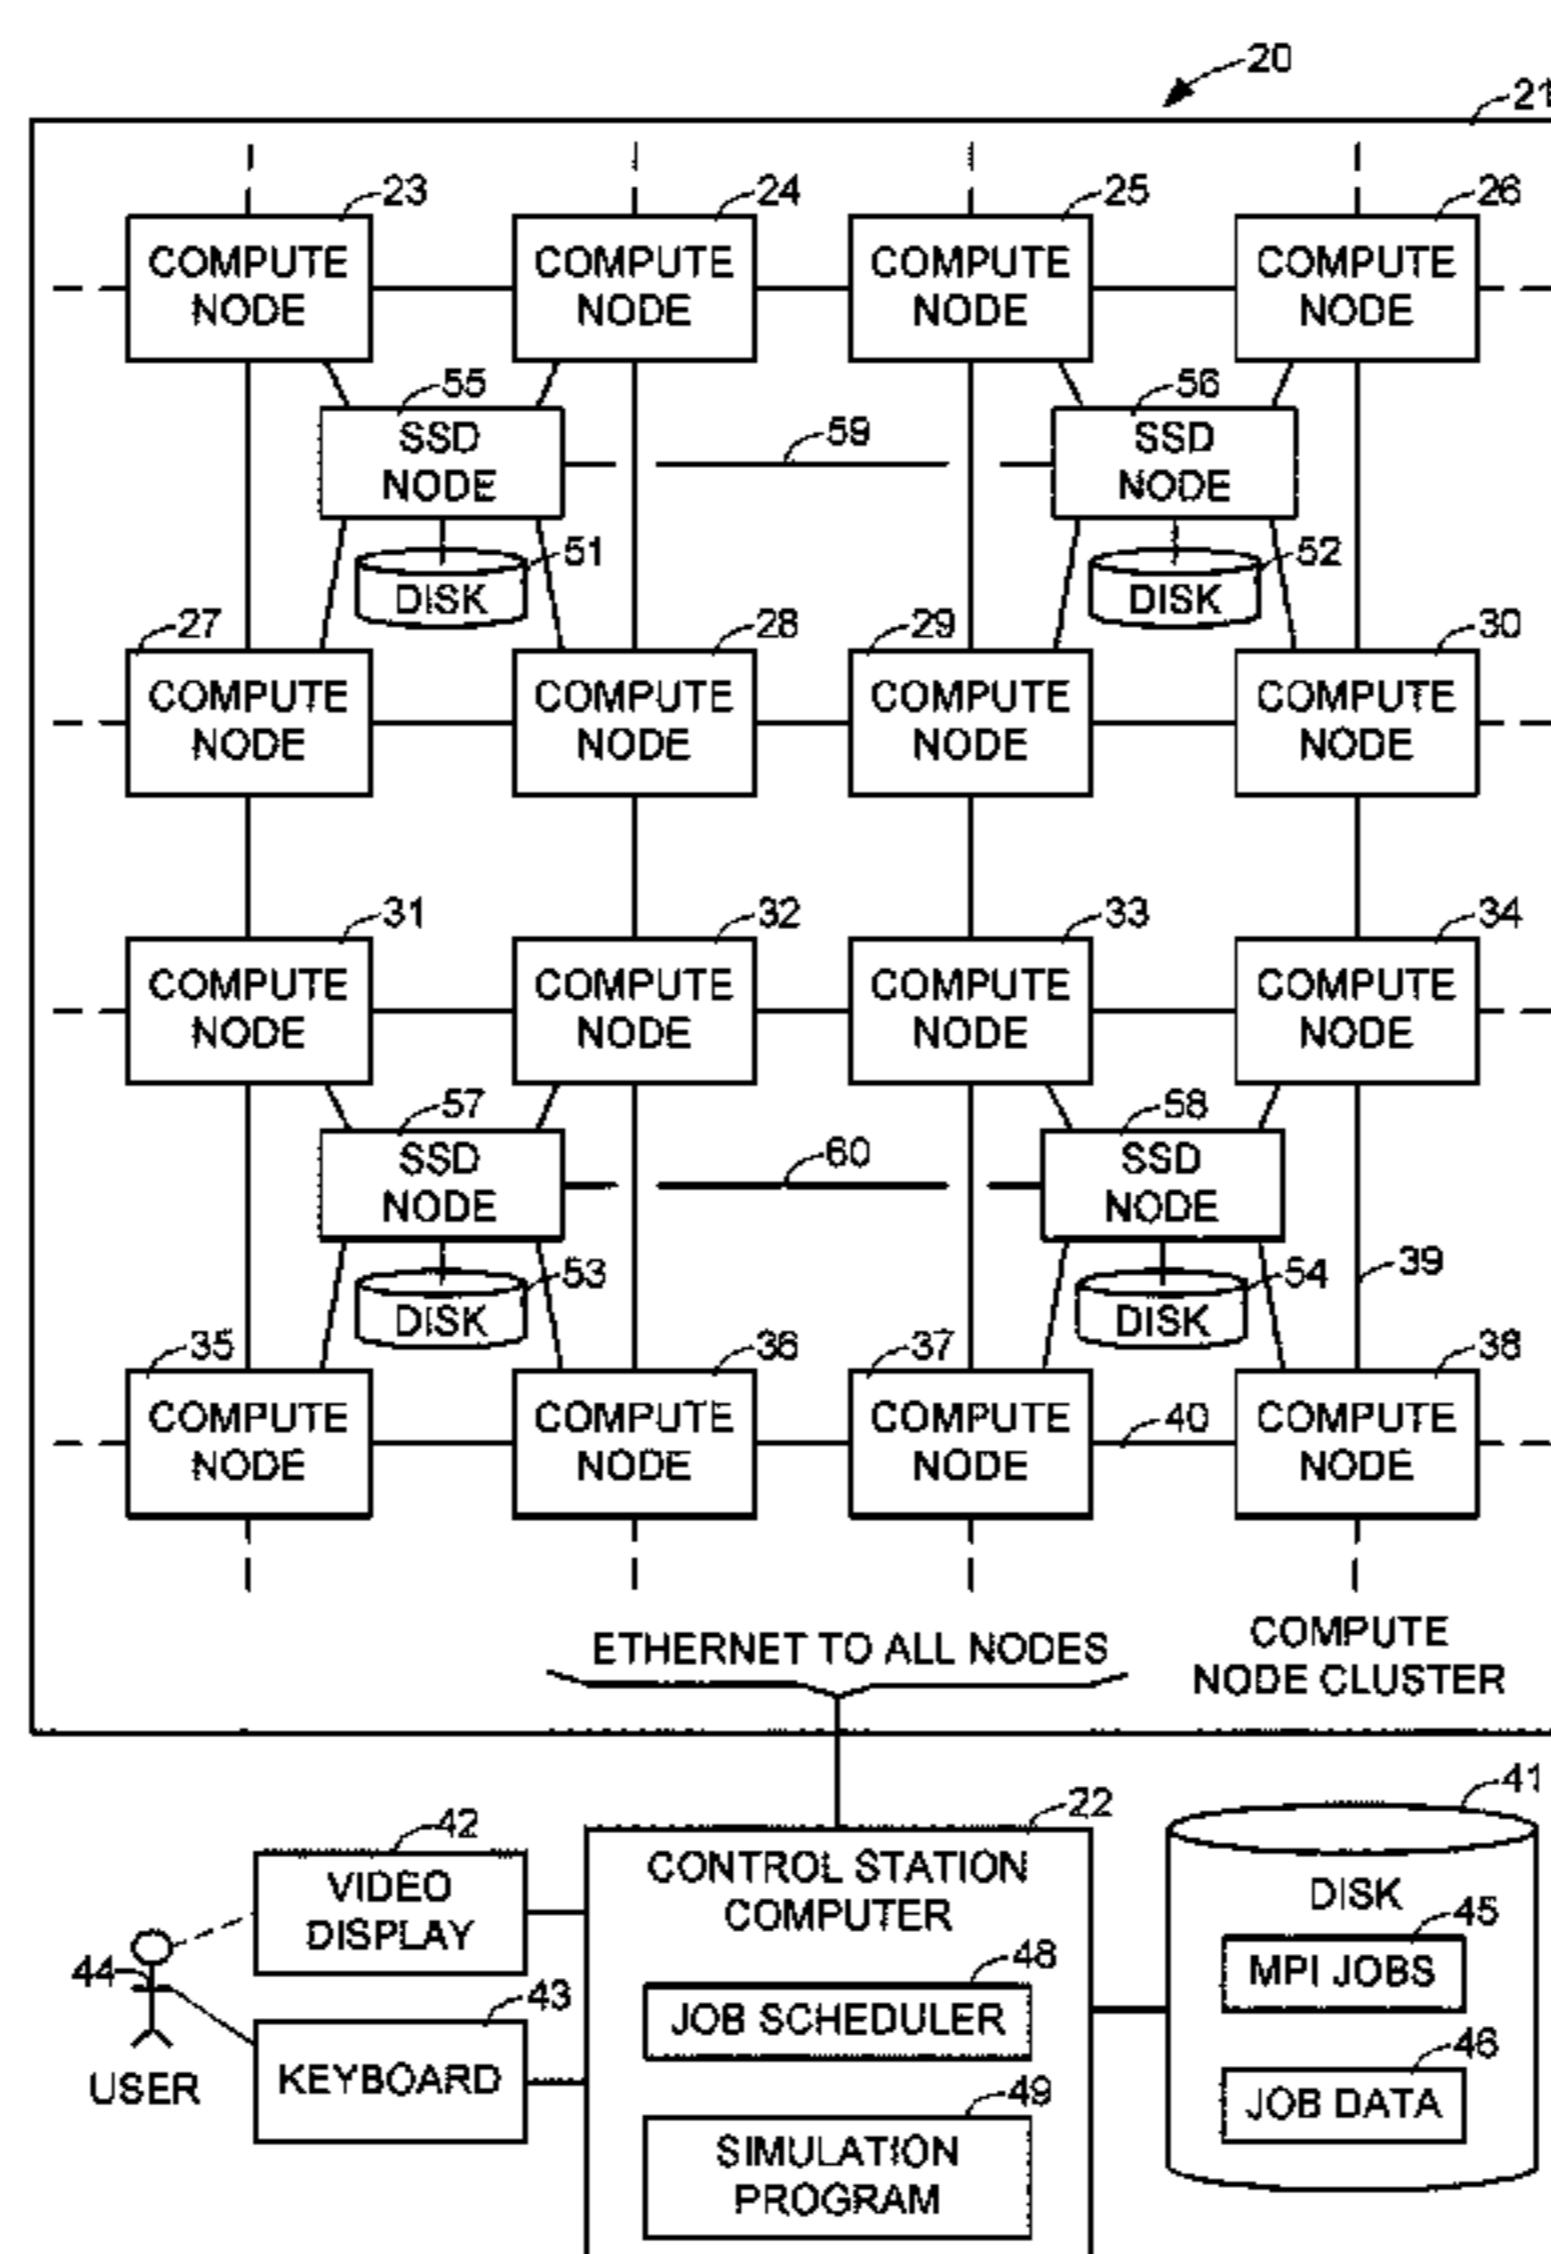 20
21
23
24
25
26
COMPUTE NODE
COMPUTE NODE
COMPUTE NODE
COMPUTE NODE
55
56
SSD NODE
59
SSD NODE
51
52
DISK
DISK
27
28
29
30
COMPUTE NODE
COMPUTE NODE
COMPUTE NODE
COMPUTE NODE
31
32
33
34
COMPUTE NODE
COMPUTE NODE
COMPUTE NODE
COMPUTE NODE
57
58
SSD NODE
60
SSD NODE
53
54
39
DISK
DISK
35
36
37
38
COMPUTE NODE
COMPUTE NODE
COMPUTE NODE
40
COMPUTE NODE
ETHERNET TO ALL NODES
COMPUTE
NODE CLUSTER
22
41
42
VIDEO
DISPLAY
CONTROL STATION
COMPUTER
DISK
45
MPI JOBS
44
43
48
JOB SCHEDULER
USER
KEYBOARD
46
JOB DATA
49
SIMULATION
PROGRAM